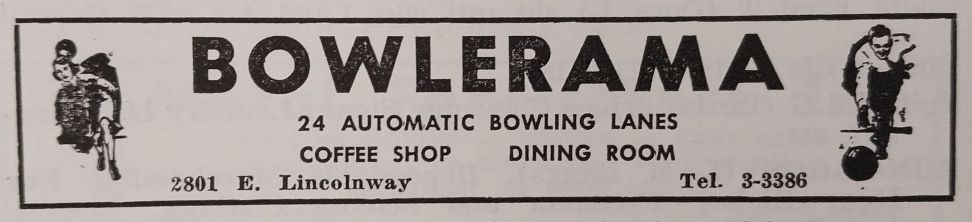 BOWLERAMA
24 AUTOMATIC BOWLING LANES
COFFEE SHOP DINING ROOM
2801 E. Lincolnway Tel. 3-3386